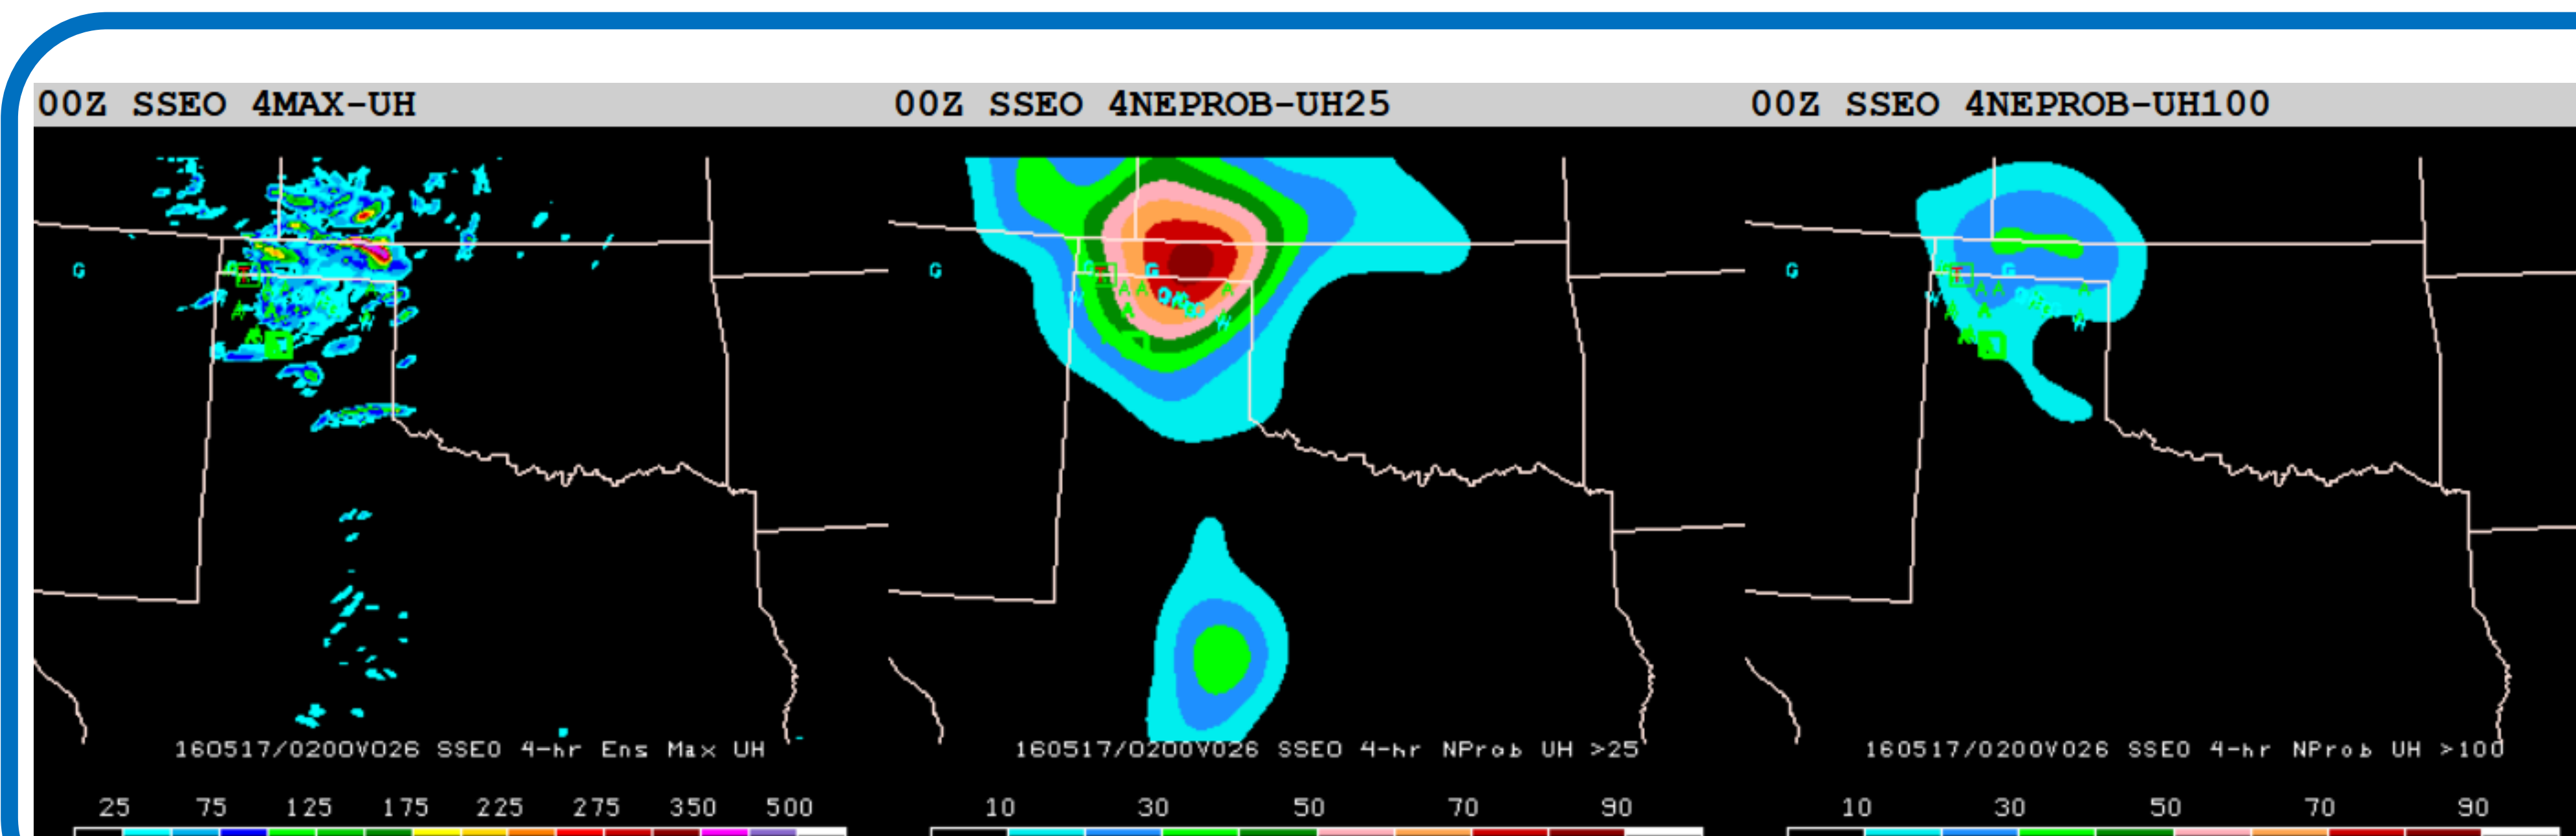 00Z SSEO 4MAX-UH
00Z SSEO 4NEPROB-UH25
00Z SSEO 4NEPROB-UH100
G
G
G
G
G
160517/0200V026 SSEO 4-hr Ens Max UH
160517/0200V026 SSEO 4-hr NProb UH >25
160517/0200V026 SSEO 4-hr NProb UH >100
25 75 125 175 225 275 350 500
10 30 50 70 90
10 30 50 70 90